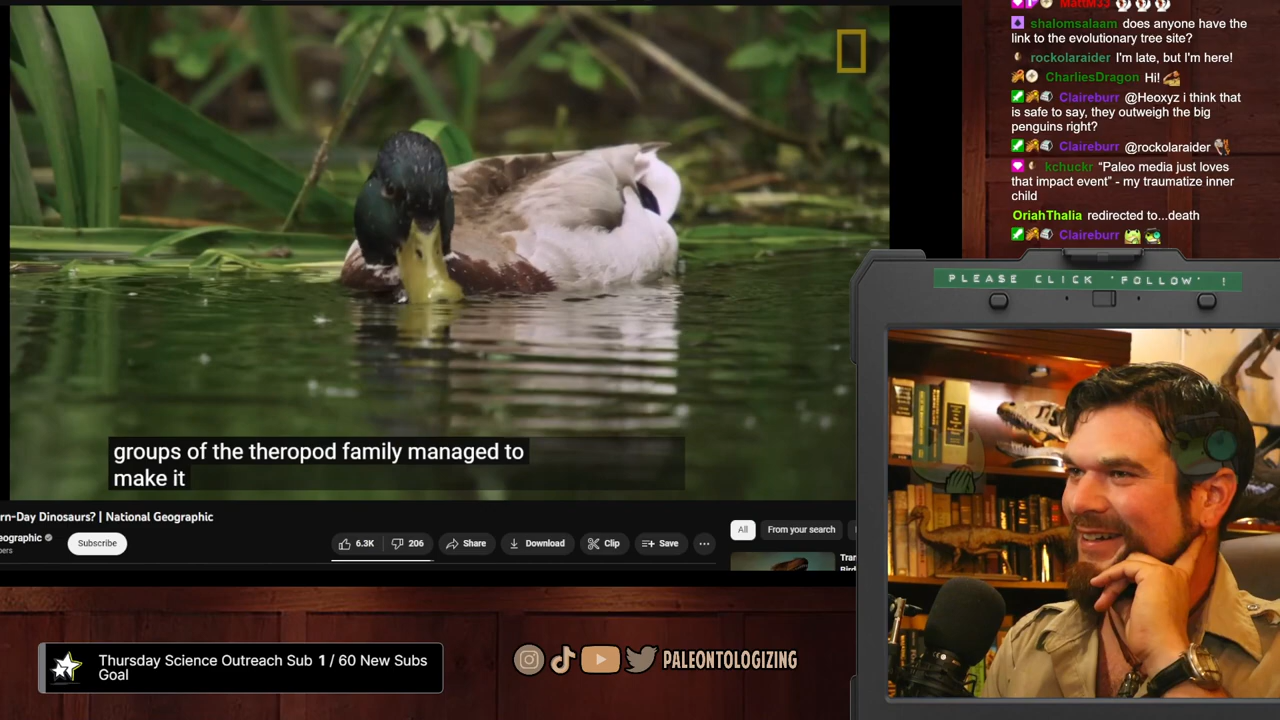 MattM33
shalomsalaam does anyone have the
link to the evolutionary tree site?
rockolaraider I'm late, but I'm here!
CharliesDragon Hi!
Claireburr @Heoxyz i think that
is safe to say, they outweigh the big
penguins right?
Claireburr @rockolaraider
kchuckr “Paleo media just loves
that impact event” - my traumatize inner
child
OriahThalia redirected to...death
Claireburr
PLEASE CLICK 'FOLLOW' !
groups of the theropod family managed to
make it
rn-Day Dinosaurs? | National Geographic
eographic
bers
Subscribe
6.3K
206
Share
Download
Clip
Save
All
From your search
Tran
Bird
Thursday Science Outreach Sub 1 / 60 New Subs
Goal
PALEONTOLOGIZING